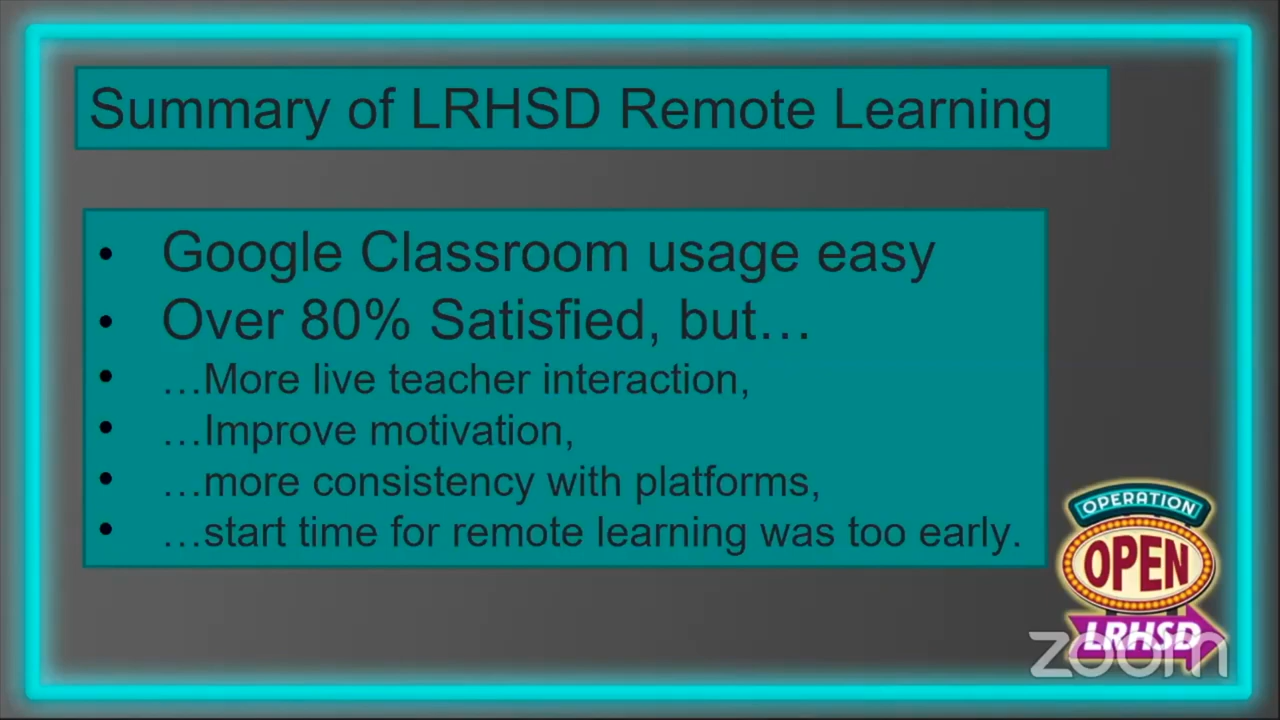 Summary of LRHSD Remote Learning
• Google Classroom usage easy
• Over 80% Satisfied, but…
• …More live teacher interaction,
• …Improve motivation,
• …more consistency with platforms,
• …start time for remote learning was too early.
OPERATION
OPEN
LRHSD
zoom